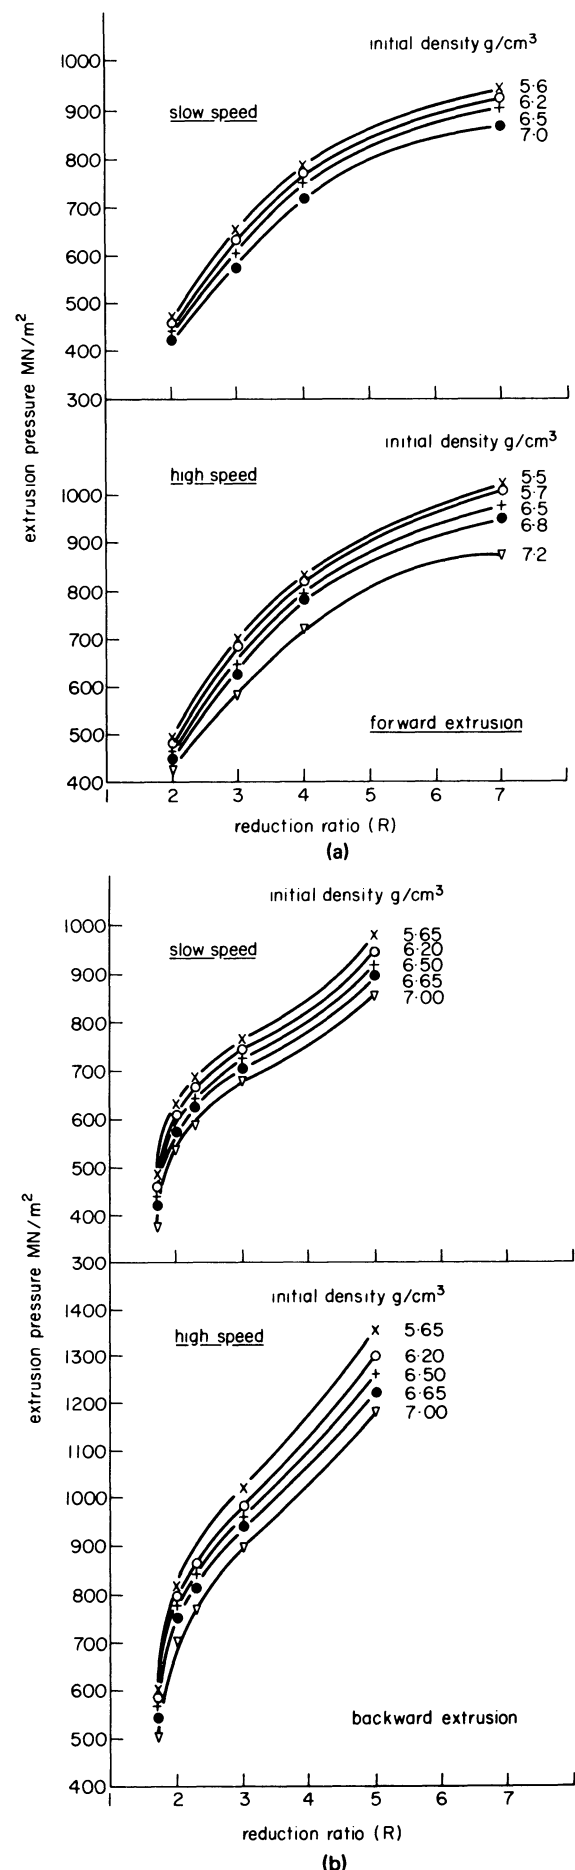 initial density g/cm³
1000
5·6
900
slow speed
6·2
6·5
800
7·0
700
600
500
400
300
extrusion pressure MN/m²
initial density g/cm³
high speed
1000
5·5
5·7
6·5
900
6·8
800
7·2
700
600
500
forward extrusion
400
1 2 3 4 5 6 7
reduction ratio (R)
(a)
initial density g/cm³
1000
slow speed
5·65
6·20
900
6·50
6·65
800
7·00
700
600
500
400
300
extrusion pressure MN/m²
initial density g/cm³
1400
high speed
5·65
1300
6·20
6·50
1200
6·65
7·00
1100
1000
900
800
700
600
backward extrusion
500
400
1 2 3 4 5 6 7
reduction ratio (R)
(b)